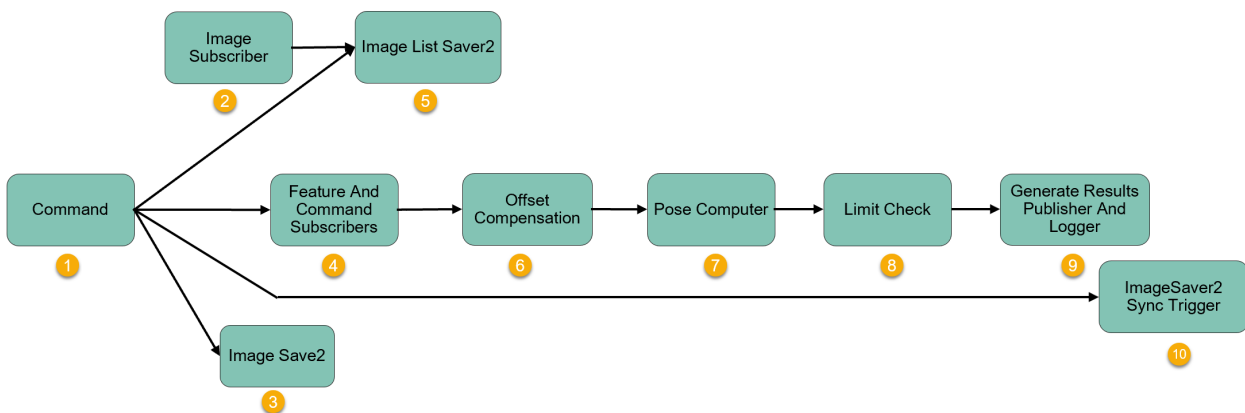 Image
Subscriber
2
Image List Saver2
5
Command
1
Feature And
Command
Subscribers
4
Offset
Compensation
6
Pose Computer
7
Limit Check
8
Generate Results
Publisher And
Logger
9
ImageSaver2
Sync Trigger
10
Image Save2
3